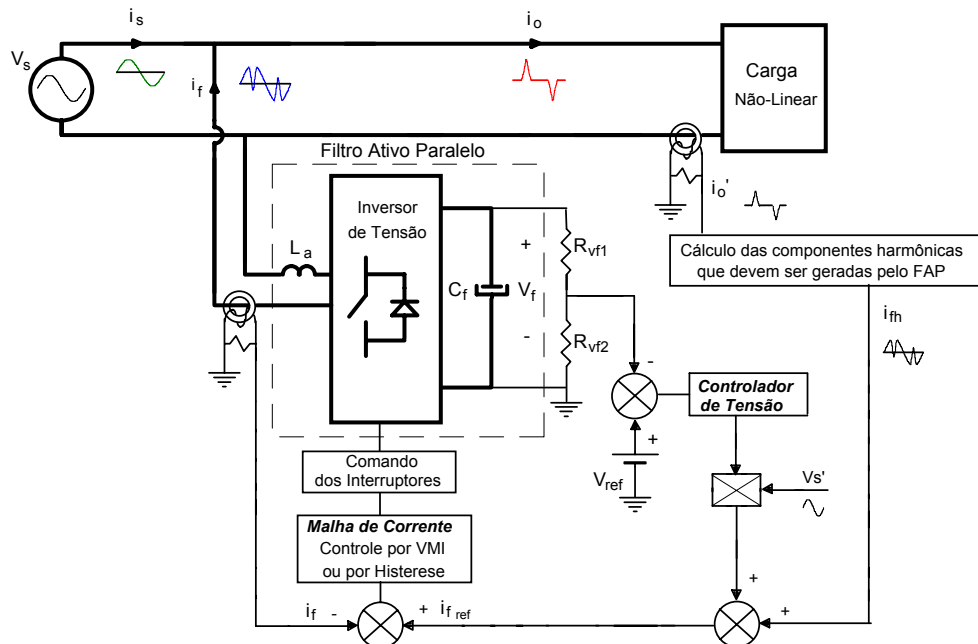 i s
i o
V s
i f
Carga
Não-Linear
Filtro Ativo Paralelo
i o'
Inversor
de Tensão
L a
+
C f
V f
-
R vf1
R vf2
Cálculo das componentes harmônicas
que devem ser geradas pelo FAP
i fh
-
Controlador
de Tensão
+
V ref
Vs'
Comando
dos Interruptores
Malha de Corrente
Controle por VMI
ou por Histerese
+
+
i f -
+ i f ref